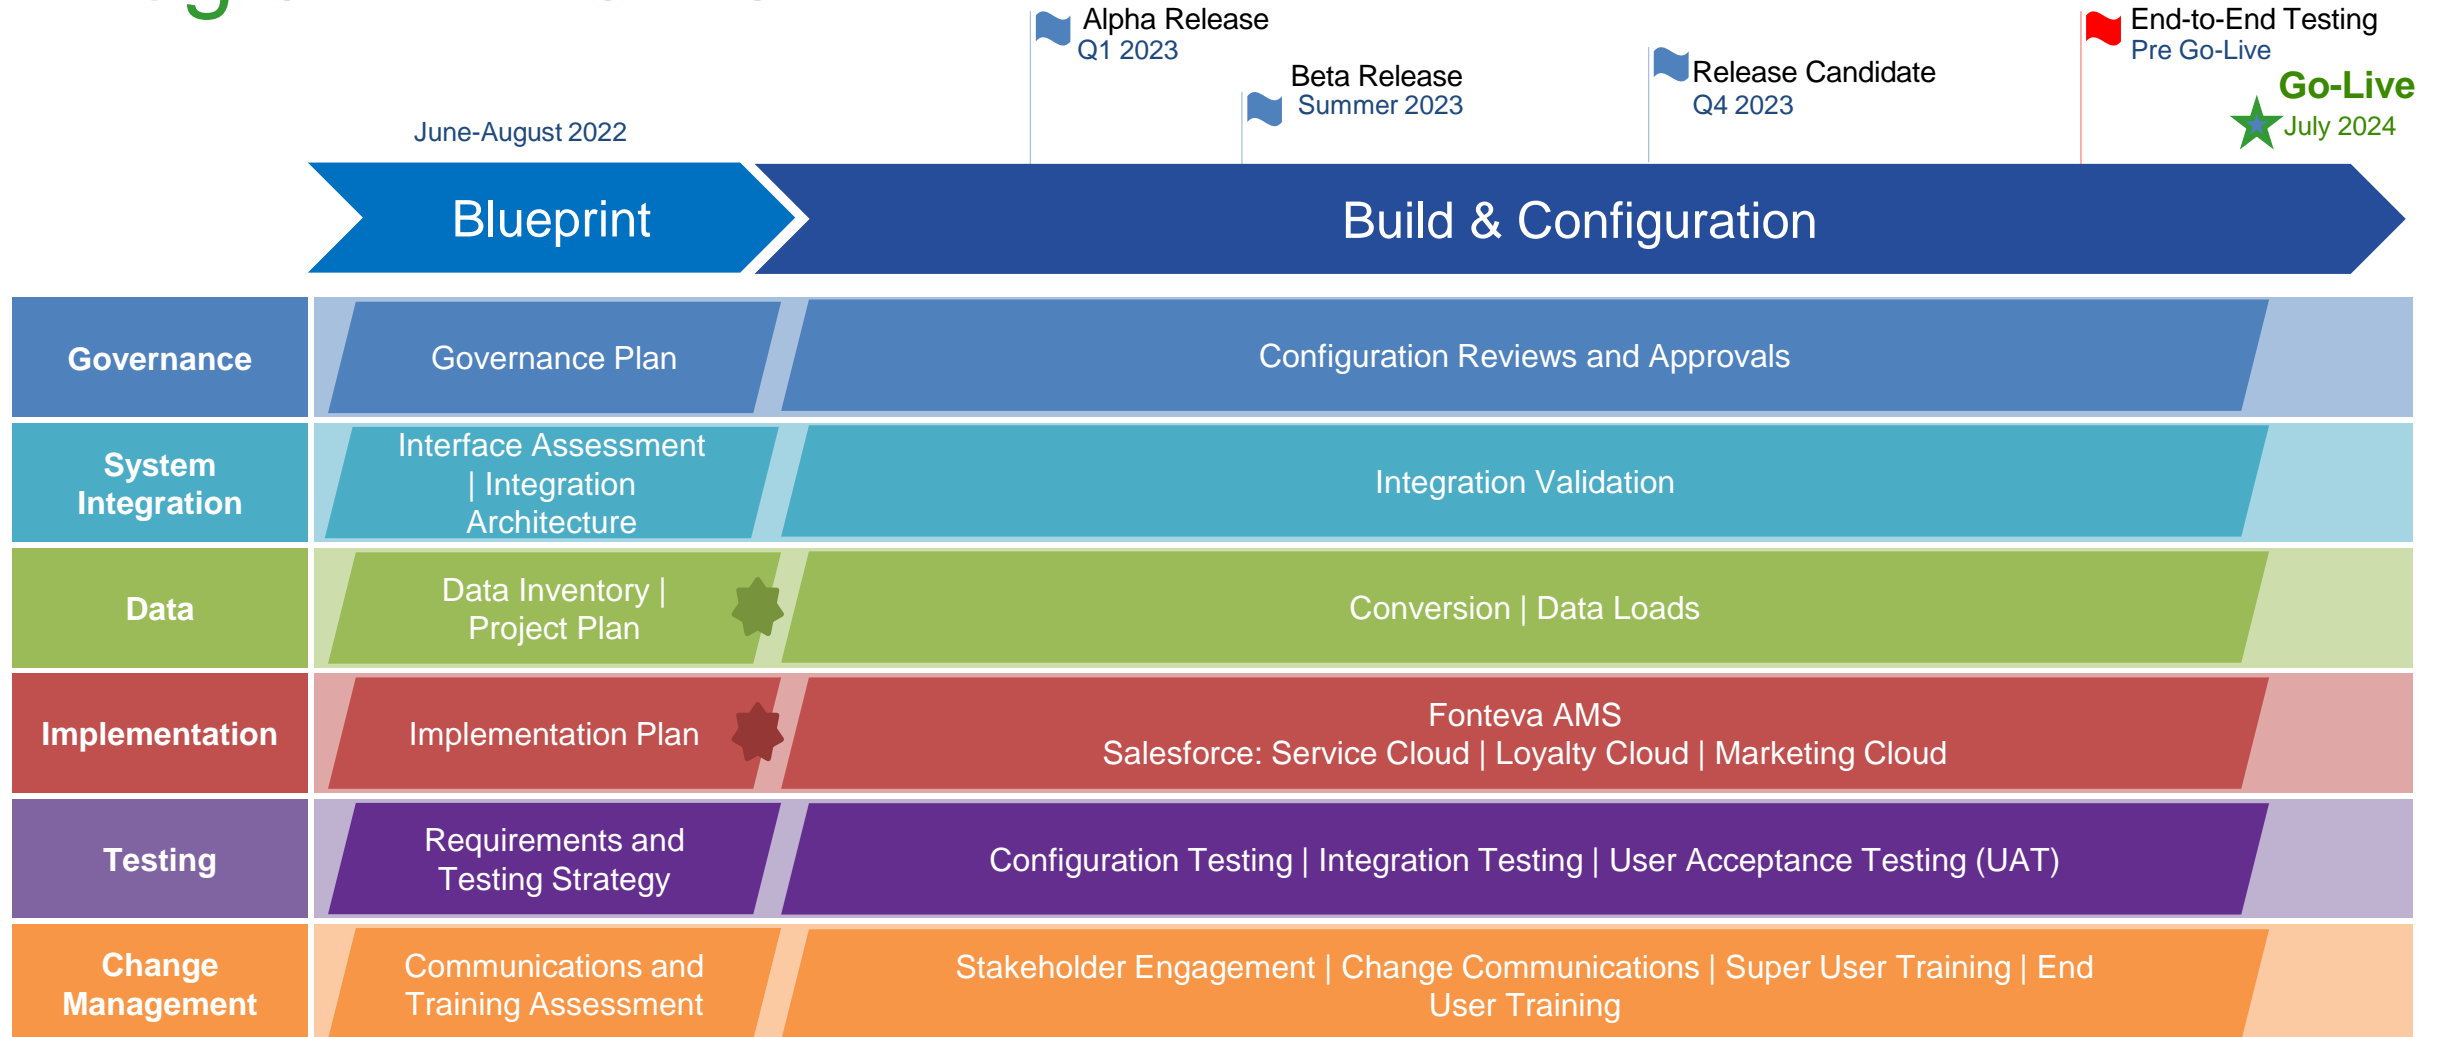 Alpha Release
Q1 2023
Beta Release
Summer 2023
Release Candidate
Q4 2023
End-to-End Testing
Pre Go-Live
Go-Live
July 2024
June-August 2022
Blueprint
Build & Configuration
Governance
Governance Plan
Configuration Reviews and Approvals
System
Integration
Interface Assessment
| Integration
Architecture
Integration Validation
Data
Data Inventory |
Project Plan
Conversion | Data Loads
Implementation
Implementation Plan
Fonteva AMS
Salesforce: Service Cloud | Loyalty Cloud | Marketing Cloud
Testing
Requirements and
Testing Strategy
Configuration Testing | Integration Testing | User Acceptance Testing (UAT)
Change
Management
Communications and
Training Assessment
Stakeholder Engagement | Change Communications | Super User Training | End
User Training